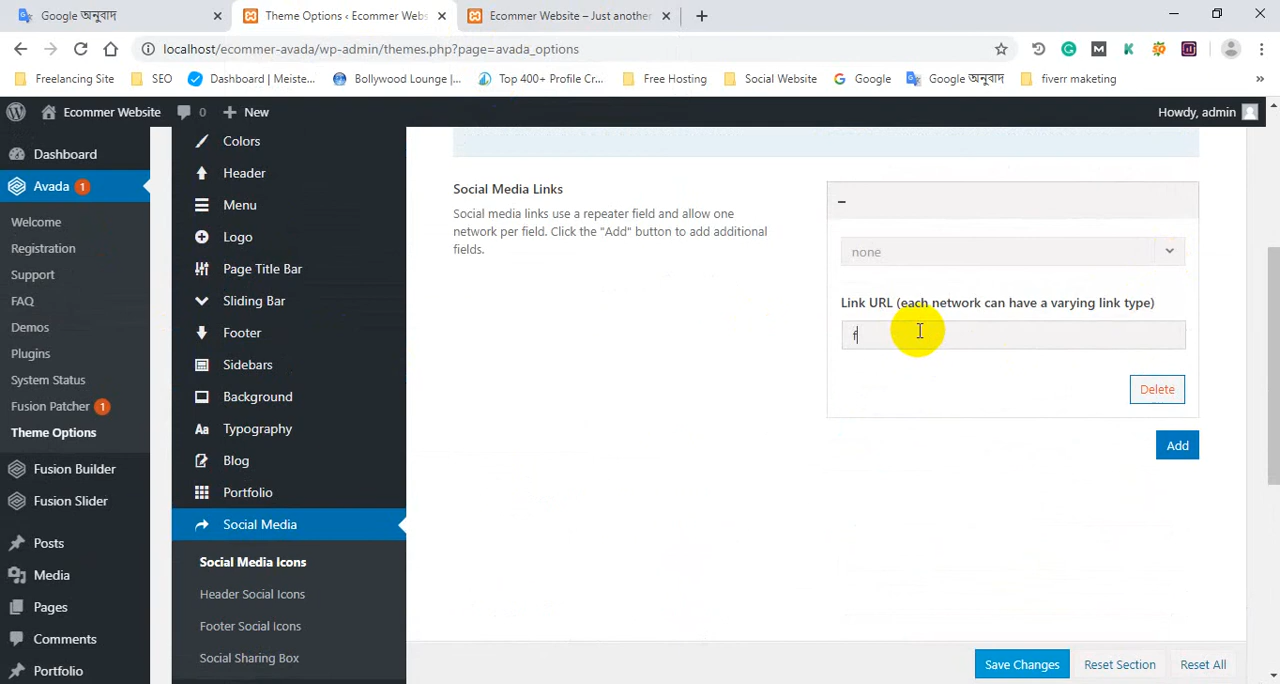 Google অনুবাদ
Theme Options ‹ Ecommer Webs
Ecommer Website – Just another
localhost/ecommer-avada/wp-admin/themes.php?page=avada_options
Freelancing Site
SEO
Dashboard | Meiste...
Bollywood Lounge |...
Top 400+ Profile Cr...
Free Hosting
Social Website
Google
Google অনুবাদ
fiverr maketing
»
Ecommer Website
0
New
Howdy, admin
Dashboard
Avada 1
Welcome
Registration
Support
FAQ
Demos
Plugins
System Status
Fusion Patcher 1
Theme Options
Fusion Builder
Fusion Slider
Posts
Media
Pages
Comments
Portfolio
Colors
Header
Menu
Logo
Page Title Bar
Sliding Bar
Footer
Sidebars
Background
Aa Typography
Blog
Portfolio
Social Media
Social Media Icons
Header Social Icons
Footer Social Icons
Social Sharing Box
Social Media Links
Social media links use a repeater field and allow one
network per field. Click the "Add" button to add additional
fields.
none
Link URL (each network can have a varying link type)
f
Delete
Add
Save Changes
Reset Section
Reset All